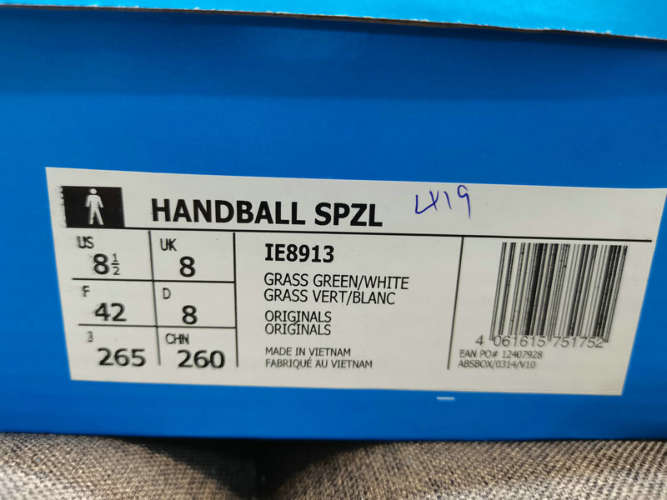 HANDBALL SPZL
4419
US
8½
UK
8
F
42
D
8
J
265
CHN
260
IE8913
GRASS GREEN/WHITE
GRASS VERT/BLANC
ORIGINALS
ORIGINALS
MADE IN VIETNAM
FABRIQUÉ AU VIETNAM
4 061615 751752
EAN PO# 12407928
ABSBOX/0314/V10